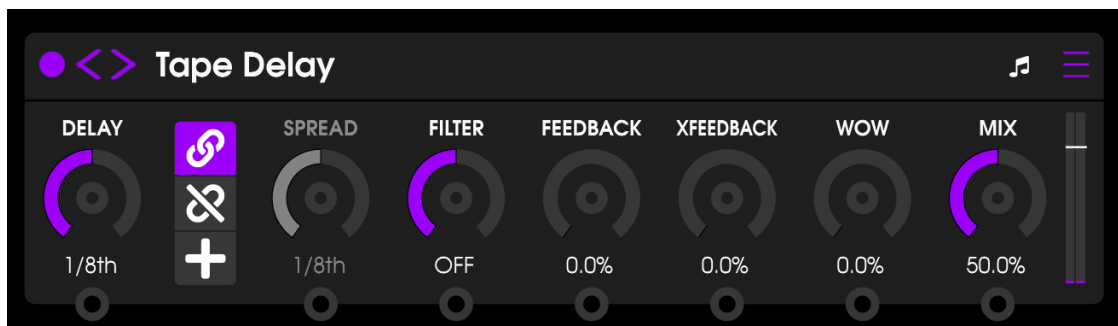 Tape Delay
DELAY SPREAD FILTER FEEDBACK XFEEDBACK WOW MIX
1/8th 1/8th OFF 0.0% 0.0% 0.0% 50.0%